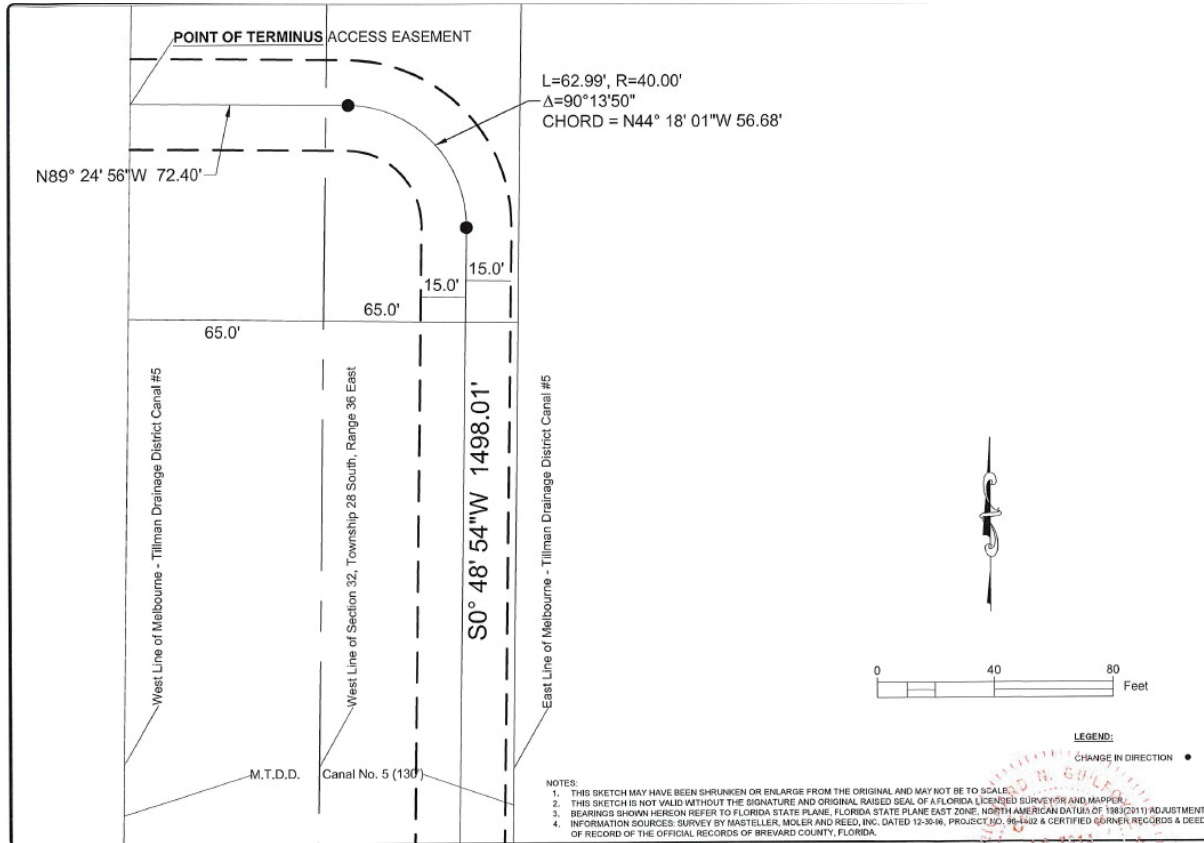 POINT OF TERMINUS ACCESS EASEMENT
L=62.99', R=40.00'
Δ=90°13'50"
CHORD = N44° 18' 01"W 56.68'
N89° 24' 56"W 72.40'
15.0'
15.0'
65.0'
65.0'
West Line of Melbourne - Tillman Drainage District Canal #5
West Line of Section 32, Township 28 South, Range 36 East
S0° 48' 54"W 1498.01'
East Line of Melbourne - Tillman Drainage District Canal #5
0 40 80
Feet
LEGEND:
CHANGE IN DIRECTION
M.T.D.D. Canal No. 5 (130')
NOTES:
1. THIS SKETCH MAY HAVE BEEN SHRUNKEN OR ENLARGE FROM THE ORIGINAL AND MAY NOT BE TO SCALE.
2. THIS SKETCH IS NOT VALID WITHOUT THE SIGNATURE AND ORIGINAL RAISED SEAL OF A FLORIDA LICENSED SURVEYOR AND MAPPER.
3. BEARINGS SHOWN HEREON REFER TO FLORIDA STATE PLANE, FLORIDA STATE PLANE EAST ZONE, NORTH AMERICAN DATUM OF 1983(2011) ADJUSTMENT
4. INFORMATION SOURCES: SURVEY BY MASTELLER, MOLER AND REED, INC. DATED 12-30-96, PROJECT NO. & CERTIFIED CORNER RECORDS & DEED
OF RECORD OF THE OFFICIAL RECORDS OF BREVARD COUNTY, FLORIDA.